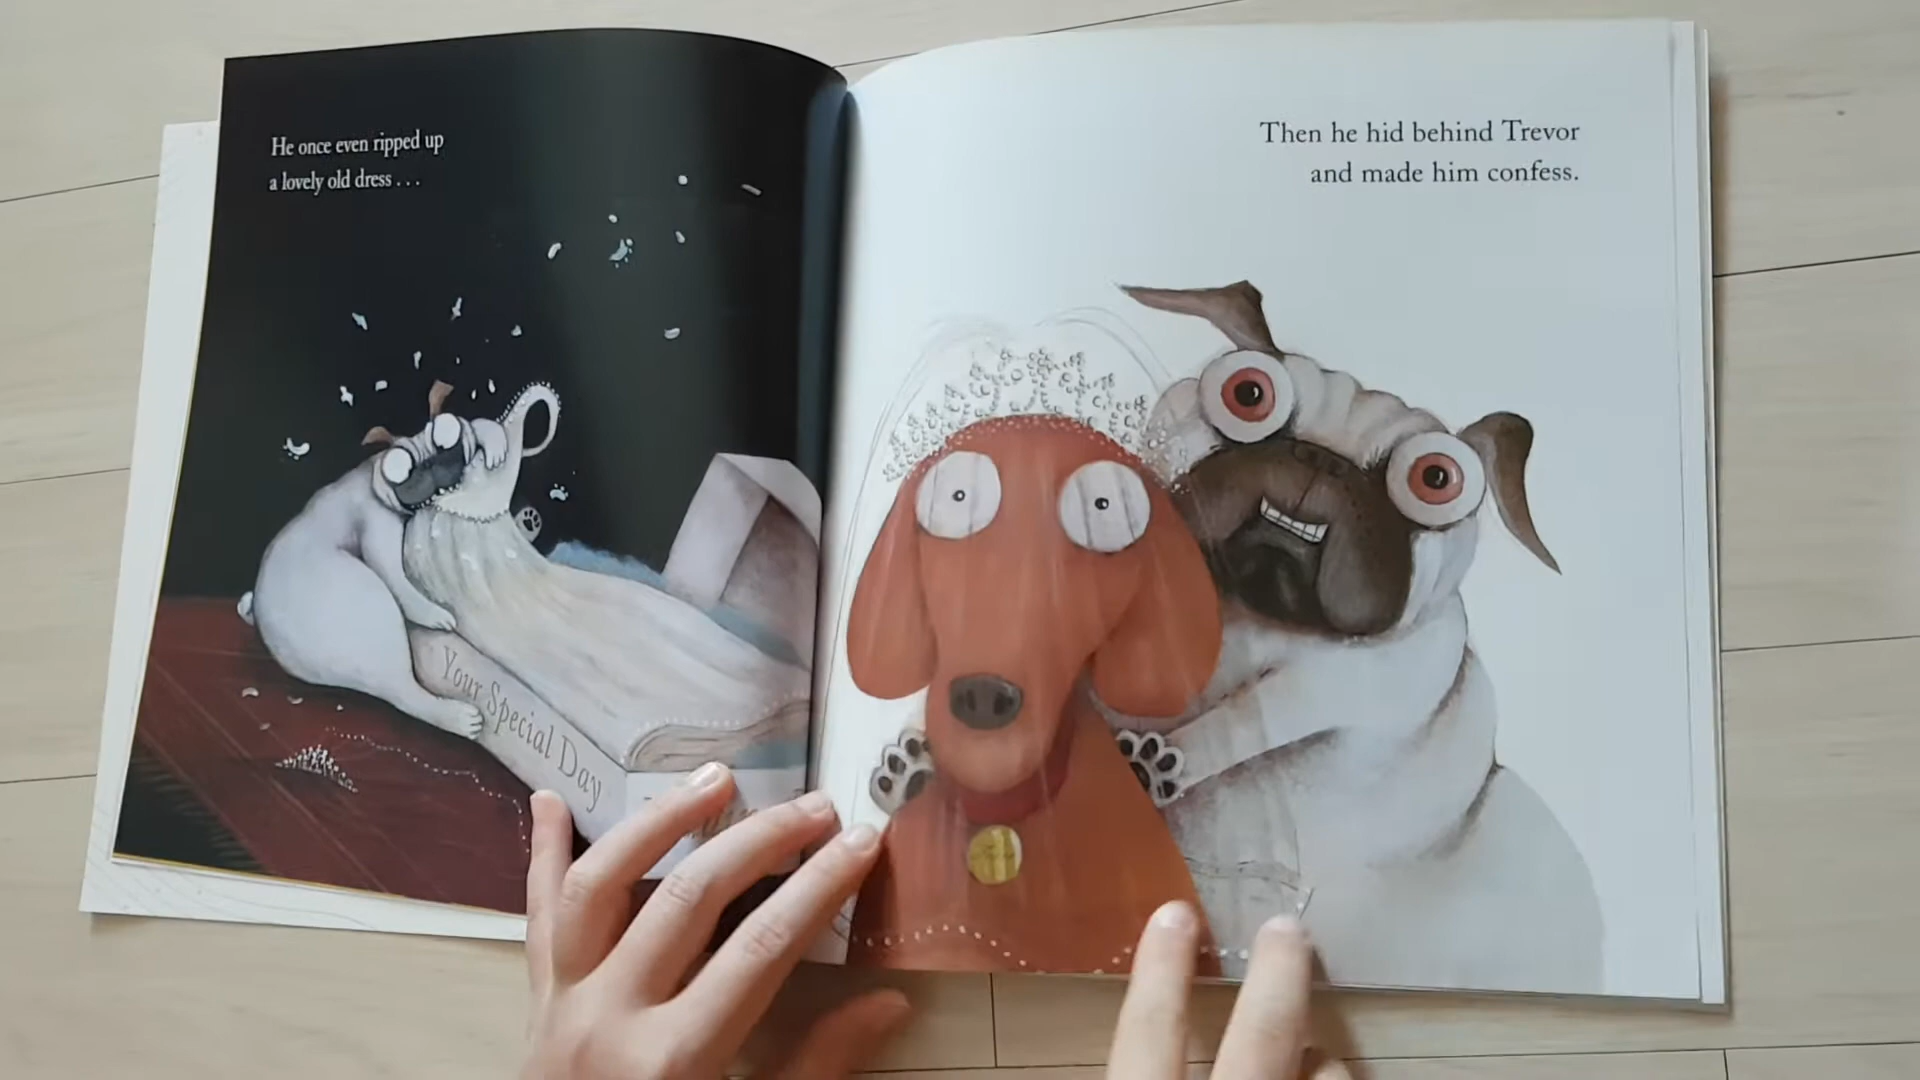 He once even ripped up
a lovely old dress . . .
Your Special Day
Then he hid behind Trevor
and made him confess.